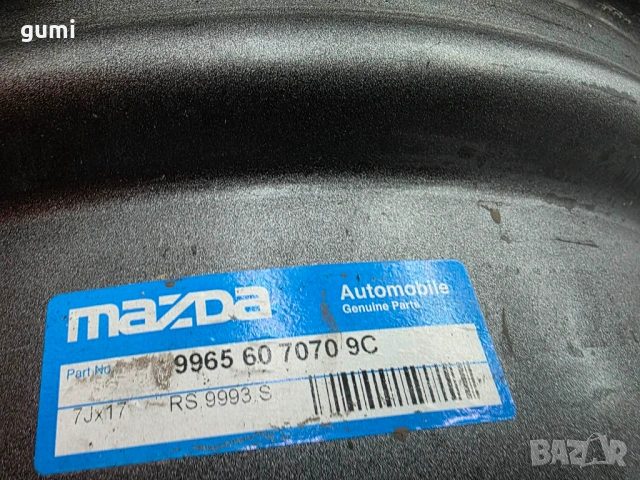 gumi
mazda
Automobile
Genuine Parts
Part No.
9965 60 7070 9C
7Jx17 RS 9993 S
BAZAR